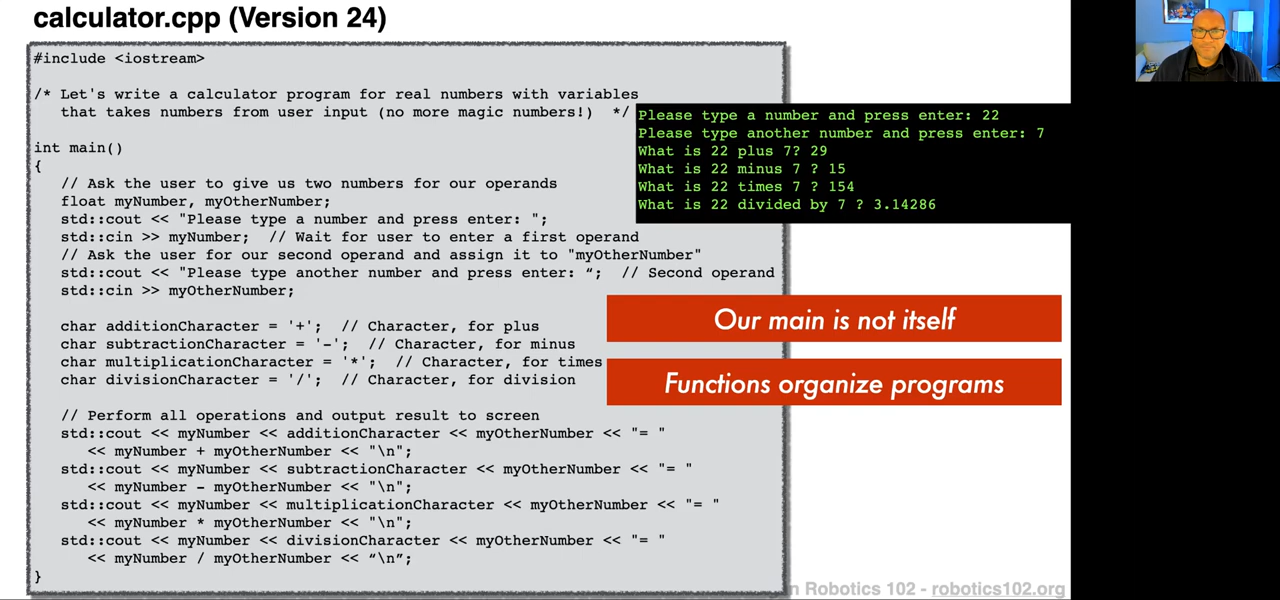 calculator.cpp (Version 24)
#include <iostream>
/* Let's write a calculator program for real numbers with variables
that takes numbers from user input (no more magic numbers!) */
int main()
{
// Ask the user to give us two numbers for our operands
float myNumber, myOtherNumber;
std::cout << "Please type a number and press enter: ";
std::cin >> myNumber; // Wait for user to enter a first operand
// Ask the user for our second operand and assign it to "myOtherNumber"
std::cout << "Please type another number and press enter: “; // Second operand
std::cin >> myOtherNumber;
char additionCharacter = '+'; // Character, for plus
char subtractionCharacter = '-'; // Character, for minus
char multiplicationCharacter = '*'; // Character, for times
char divisionCharacter = '/'; // Character, for division
// Perform all operations and output result to screen
std::cout << myNumber << additionCharacter << myOtherNumber << "= "
<< myNumber + myOtherNumber << "\n";
std::cout << myNumber << subtractionCharacter << myOtherNumber << "= "
<< myNumber - myOtherNumber << "\n";
std::cout << myNumber << multiplicationCharacter << myOtherNumber << "= "
<< myNumber * myOtherNumber << "\n";
std::cout << myNumber << divisionCharacter << myOtherNumber << "= "
<< myNumber / myOtherNumber << “\n”;
}
Please type a number and press enter: 22
Please type another number and press enter: 7
What is 22 plus 7? 29
What is 22 minus 7 ? 15
What is 22 times 7 ? 154
What is 22 divided by 7 ? 3.14286
Our main is not itself
Functions organize programs
Robotics 102 - robotics102.org